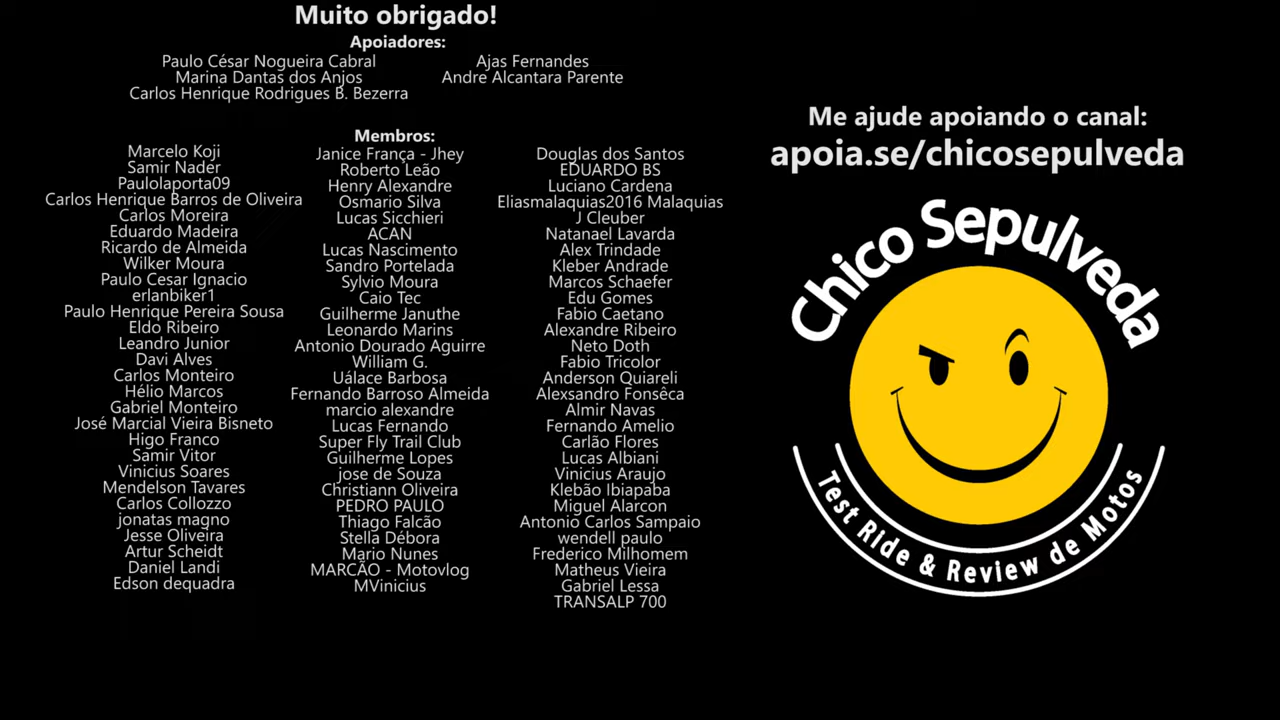 Muito obrigado!
Apoiadores:
Paulo César Nogueira Cabral
Marina Dantas dos Anjos
Carlos Henrique Rodrigues B. Bezerra
Ajas Fernandes
Andre Alcantara Parente
Membros:
Marcelo Koji
Samir Nader
Paulolaporta09
Carlos Henrique Barros de Oliveira
Carlos Moreira
Eduardo Madeira
Ricardo de Almeida
Wilker Moura
Paulo Cesar Ignacio
erlanbiker1
Paulo Henrique Pereira Sousa
Eldo Ribeiro
Leandro Junior
Davi Alves
Carlos Monteiro
Hélio Marcos
Gabriel Monteiro
José Marcial Vieira Bisneto
Higo Franco
Samir Vitor
Vinicius Soares
Mendelson Tavares
Carlos Collozzo
jonatas magno
Jesse Oliveira
Artur Scheidt
Daniel Landi
Edson dequadra
Janice França - Jhey
Roberto Leão
Henry Alexandre
Osmario Silva
Lucas Sicchieri
ACAN
Lucas Nascimento
Sandro Portelada
Sylvio Moura
Caio Tec
Guilherme Januthe
Leonardo Marins
Antonio Dourado Aguirre
William G.
Uálace Barbosa
Fernando Barroso Almeida
marcio alexandre
Lucas Fernando
Super Fly Trail Club
Guilherme Lopes
jose de Souza
Christiann Oliveira
PEDRO PAULO
Thiago Falcão
Stella Débora
Mario Nunes
MARCÃO - Motovlog
MVinicius
Douglas dos Santos
EDUARDO BS
Luciano Cardena
Eliasmalaquias2016 Malaquias
J Cleuber
Natanael Lavarda
Alex Trindade
Kleber Andrade
Marcos Schaefer
Edu Gomes
Fabio Caetano
Alexandre Ribeiro
Neto Doth
Fabio Tricolor
Anderson Quiareli
Alexsandro Fonsêca
Almir Navas
Fernando Amelio
Carlão Flores
Lucas Albiani
Vinicius Araujo
Klebão Ibiapaba
Miguel Alarcon
Antonio Carlos Sampaio
wendell paulo
Frederico Milhomem
Matheus Vieira
Gabriel Lessa
TRANSALP 700
Me ajude apoiando o canal:
apoia.se/chicosepulveda
Chico Sepulveda
Test Ride & Review de Motos